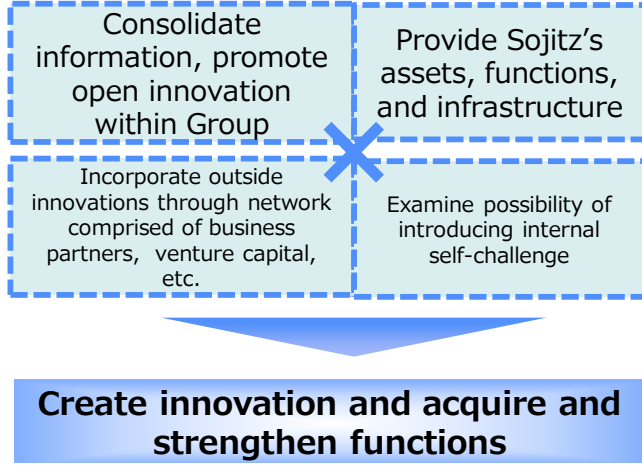 Consolidate
information, promote
open innovation
within Group
Provide Sojitz’s
assets, functions,
and infrastructure
Incorporate outside
innovations through network
comprised of business
partners, venture capital,
etc.
Examine possibility of
introducing internal
self-challenge
Create innovation and acquire and
strengthen functions